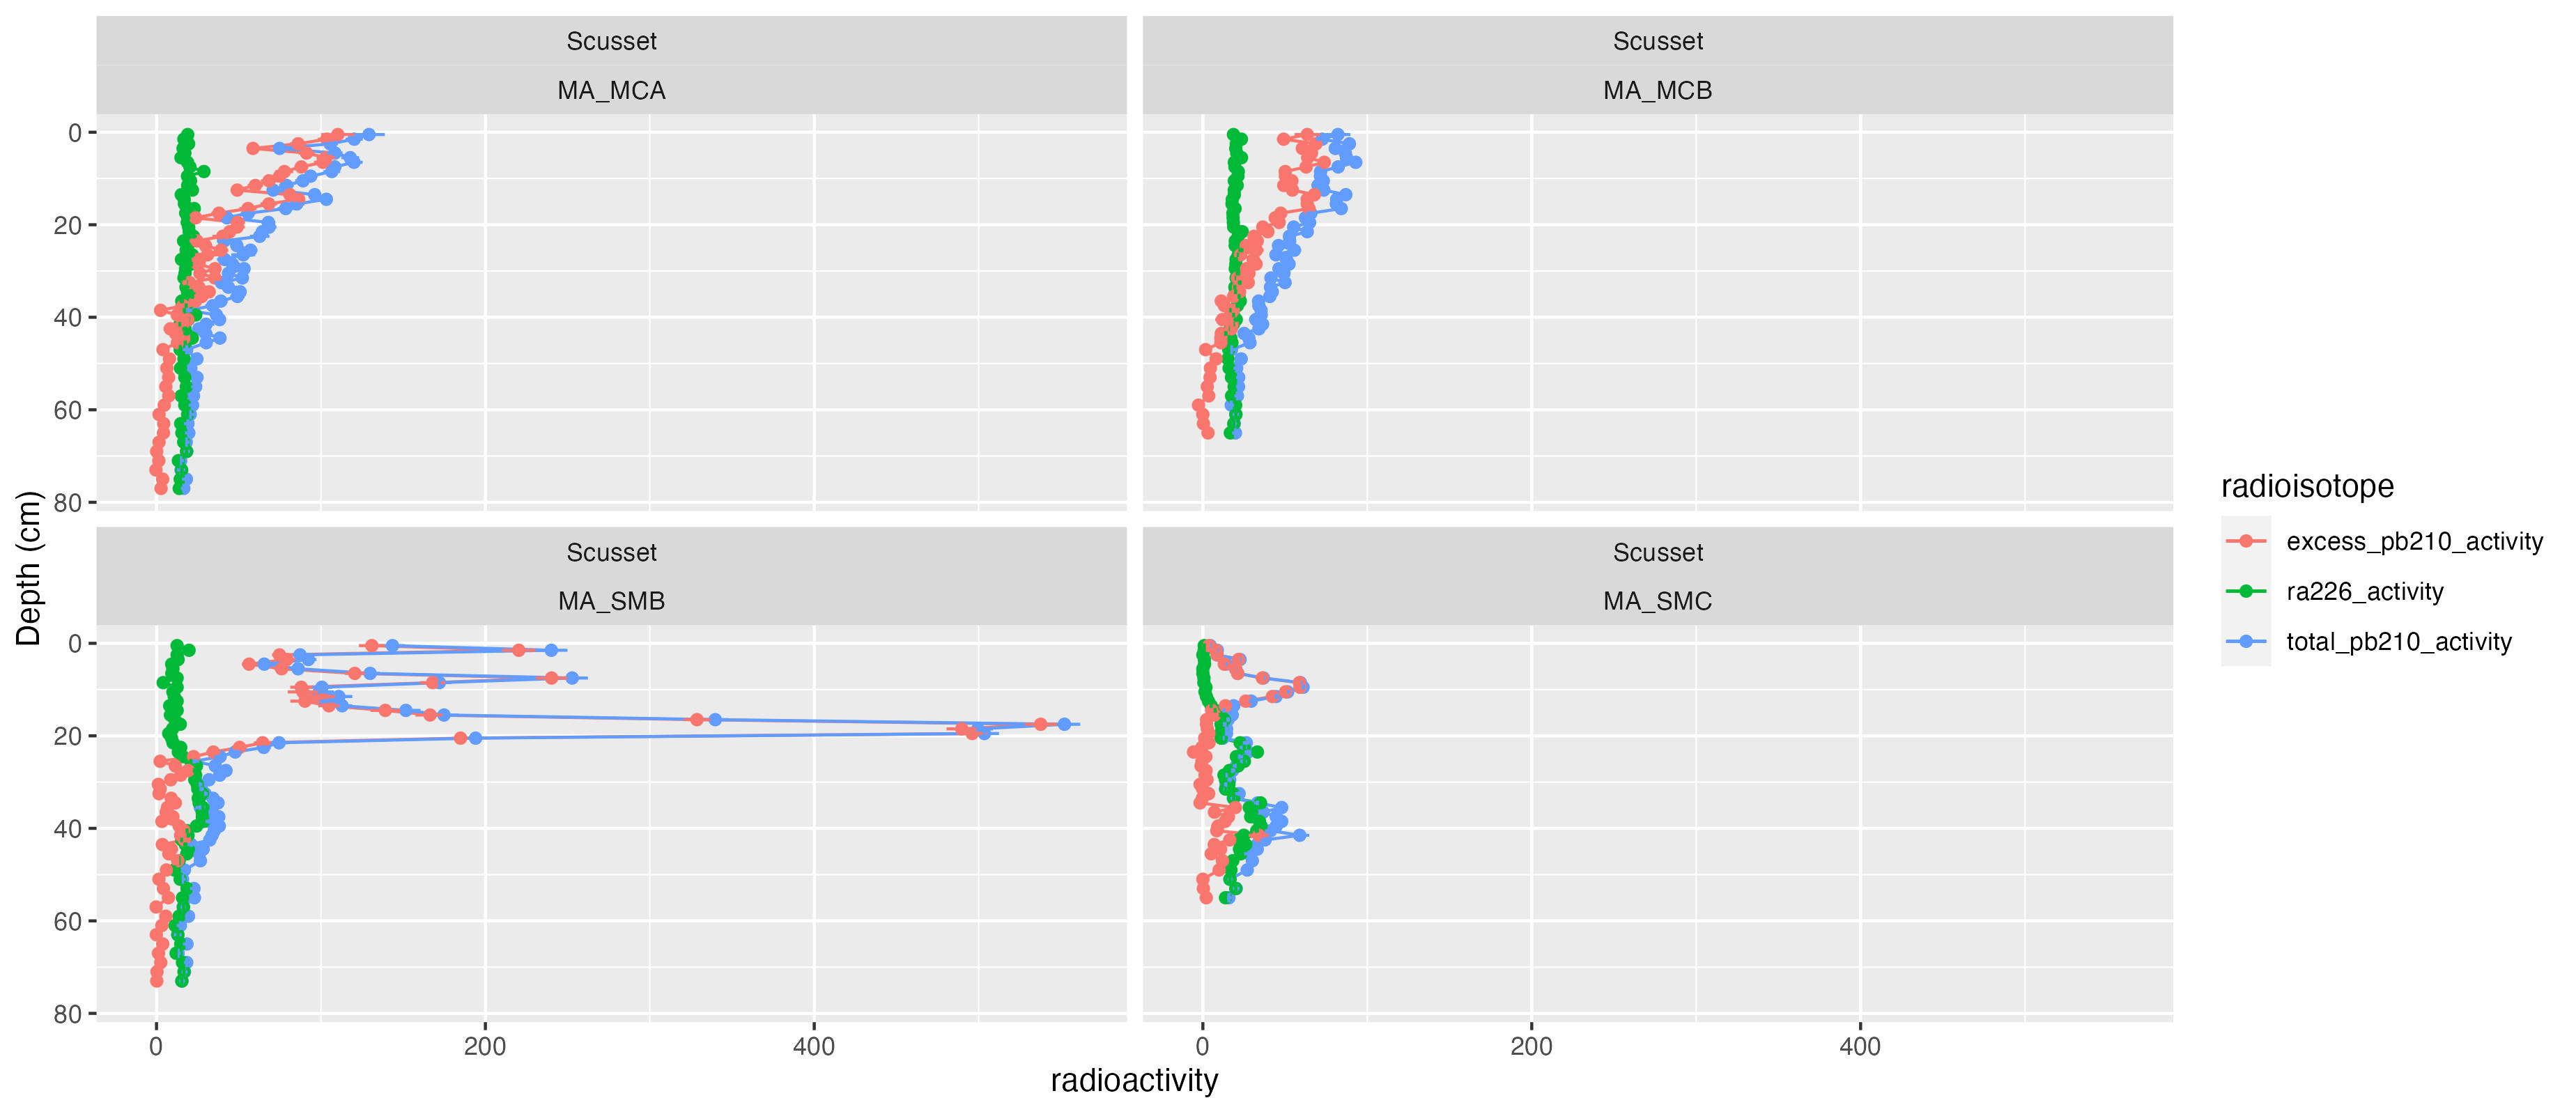 Scusset
MA_MCA
Scusset
MA_MCB
0
20
40
60
80
Scusset
MA_SMB
Scusset
MA_SMC
0
20
40
60
80
0
200
400
0
200
400
Depth (cm)
radioactivity
radioisotope
excess_pb210_activity
ra226_activity
total_pb210_activity